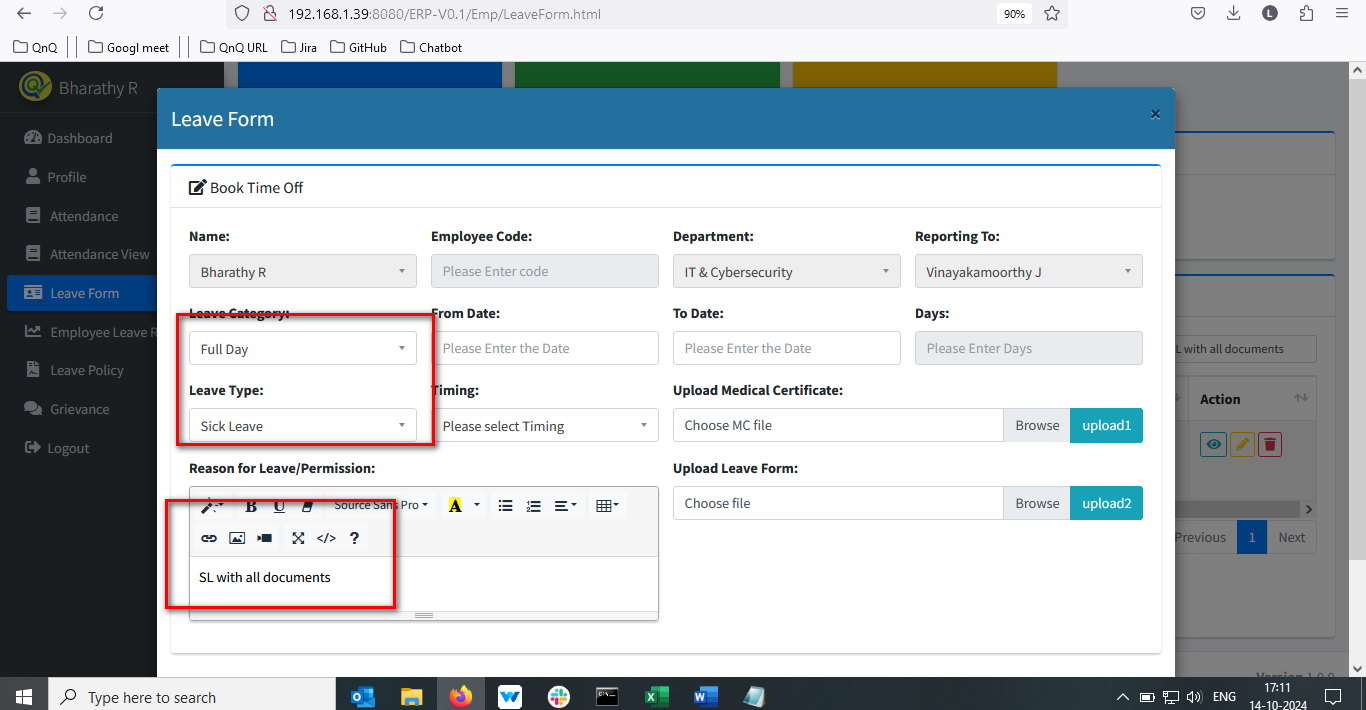 192.168.1.39:8080/ERP-V0.1/Emp/LeaveForm.html
90%
L
QnQ
Googl meet
QnQ URL
Jira
GitHub
Chatbot
Bharathy R
Dashboard
Profile
Attendance
Attendance View
Leave Form
Employee Leave R
Leave Policy
Grievance
Logout
Leave Form
×
Book Time Off
Name: Employee Code: Department: Reporting To:
Bharathy R Please Enter code IT & Cybersecurity Vinayakamoorthy J
Leave Category: From Date: To Date: Days:
Full Day Please Enter the Date Please Enter the Date Please Enter Days
Leave Type: Timing: Upload Medical Certificate:
Sick Leave Please select Timing Choose MC file Browse upload1
Reason for Leave/Permission: Upload Leave Form:
B U Source Sans Pro A
Choose file Browse upload2
</> ?
SL with all documents
L with all documents
Action
Previous 1 Next
Version 1.0.0
Type here to search
ENG
17:11
14-10-2024